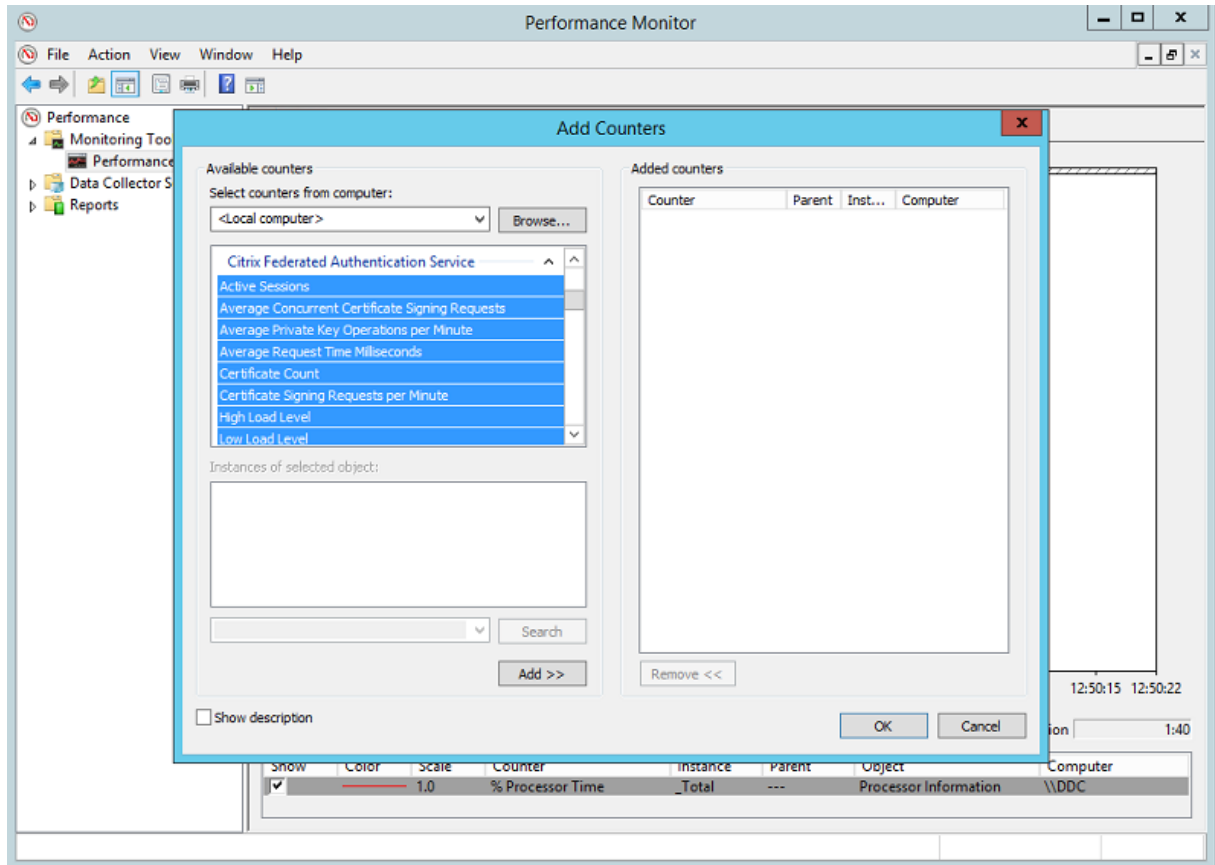 Performance Monitor
File Action View Window Help
Performance
Monitoring Too
Performance
Data Collector S
Reports
Add Counters
Available counters
Select counters from computer:
<Local computer>
Browse...
Citrix Federated Authentication Service
Active Sessions
Average Concurrent Certificate Signing Requests
Average Private Key Operations per Minute
Average Request Time Milliseconds
Certificate Count
Certificate Signing Requests per Minute
High Load Level
Low Load Level
Instances of selected object:
Search
Add >>
Show description
Added counters
Counter Parent Inst... Computer
Remove <<
OK Cancel
12:50:15 12:50:22
ion 1:40
Show Color Scale Counter Instance Parent Object Computer
1.0 % Processor Time _Total --- Processor Information \\DDC